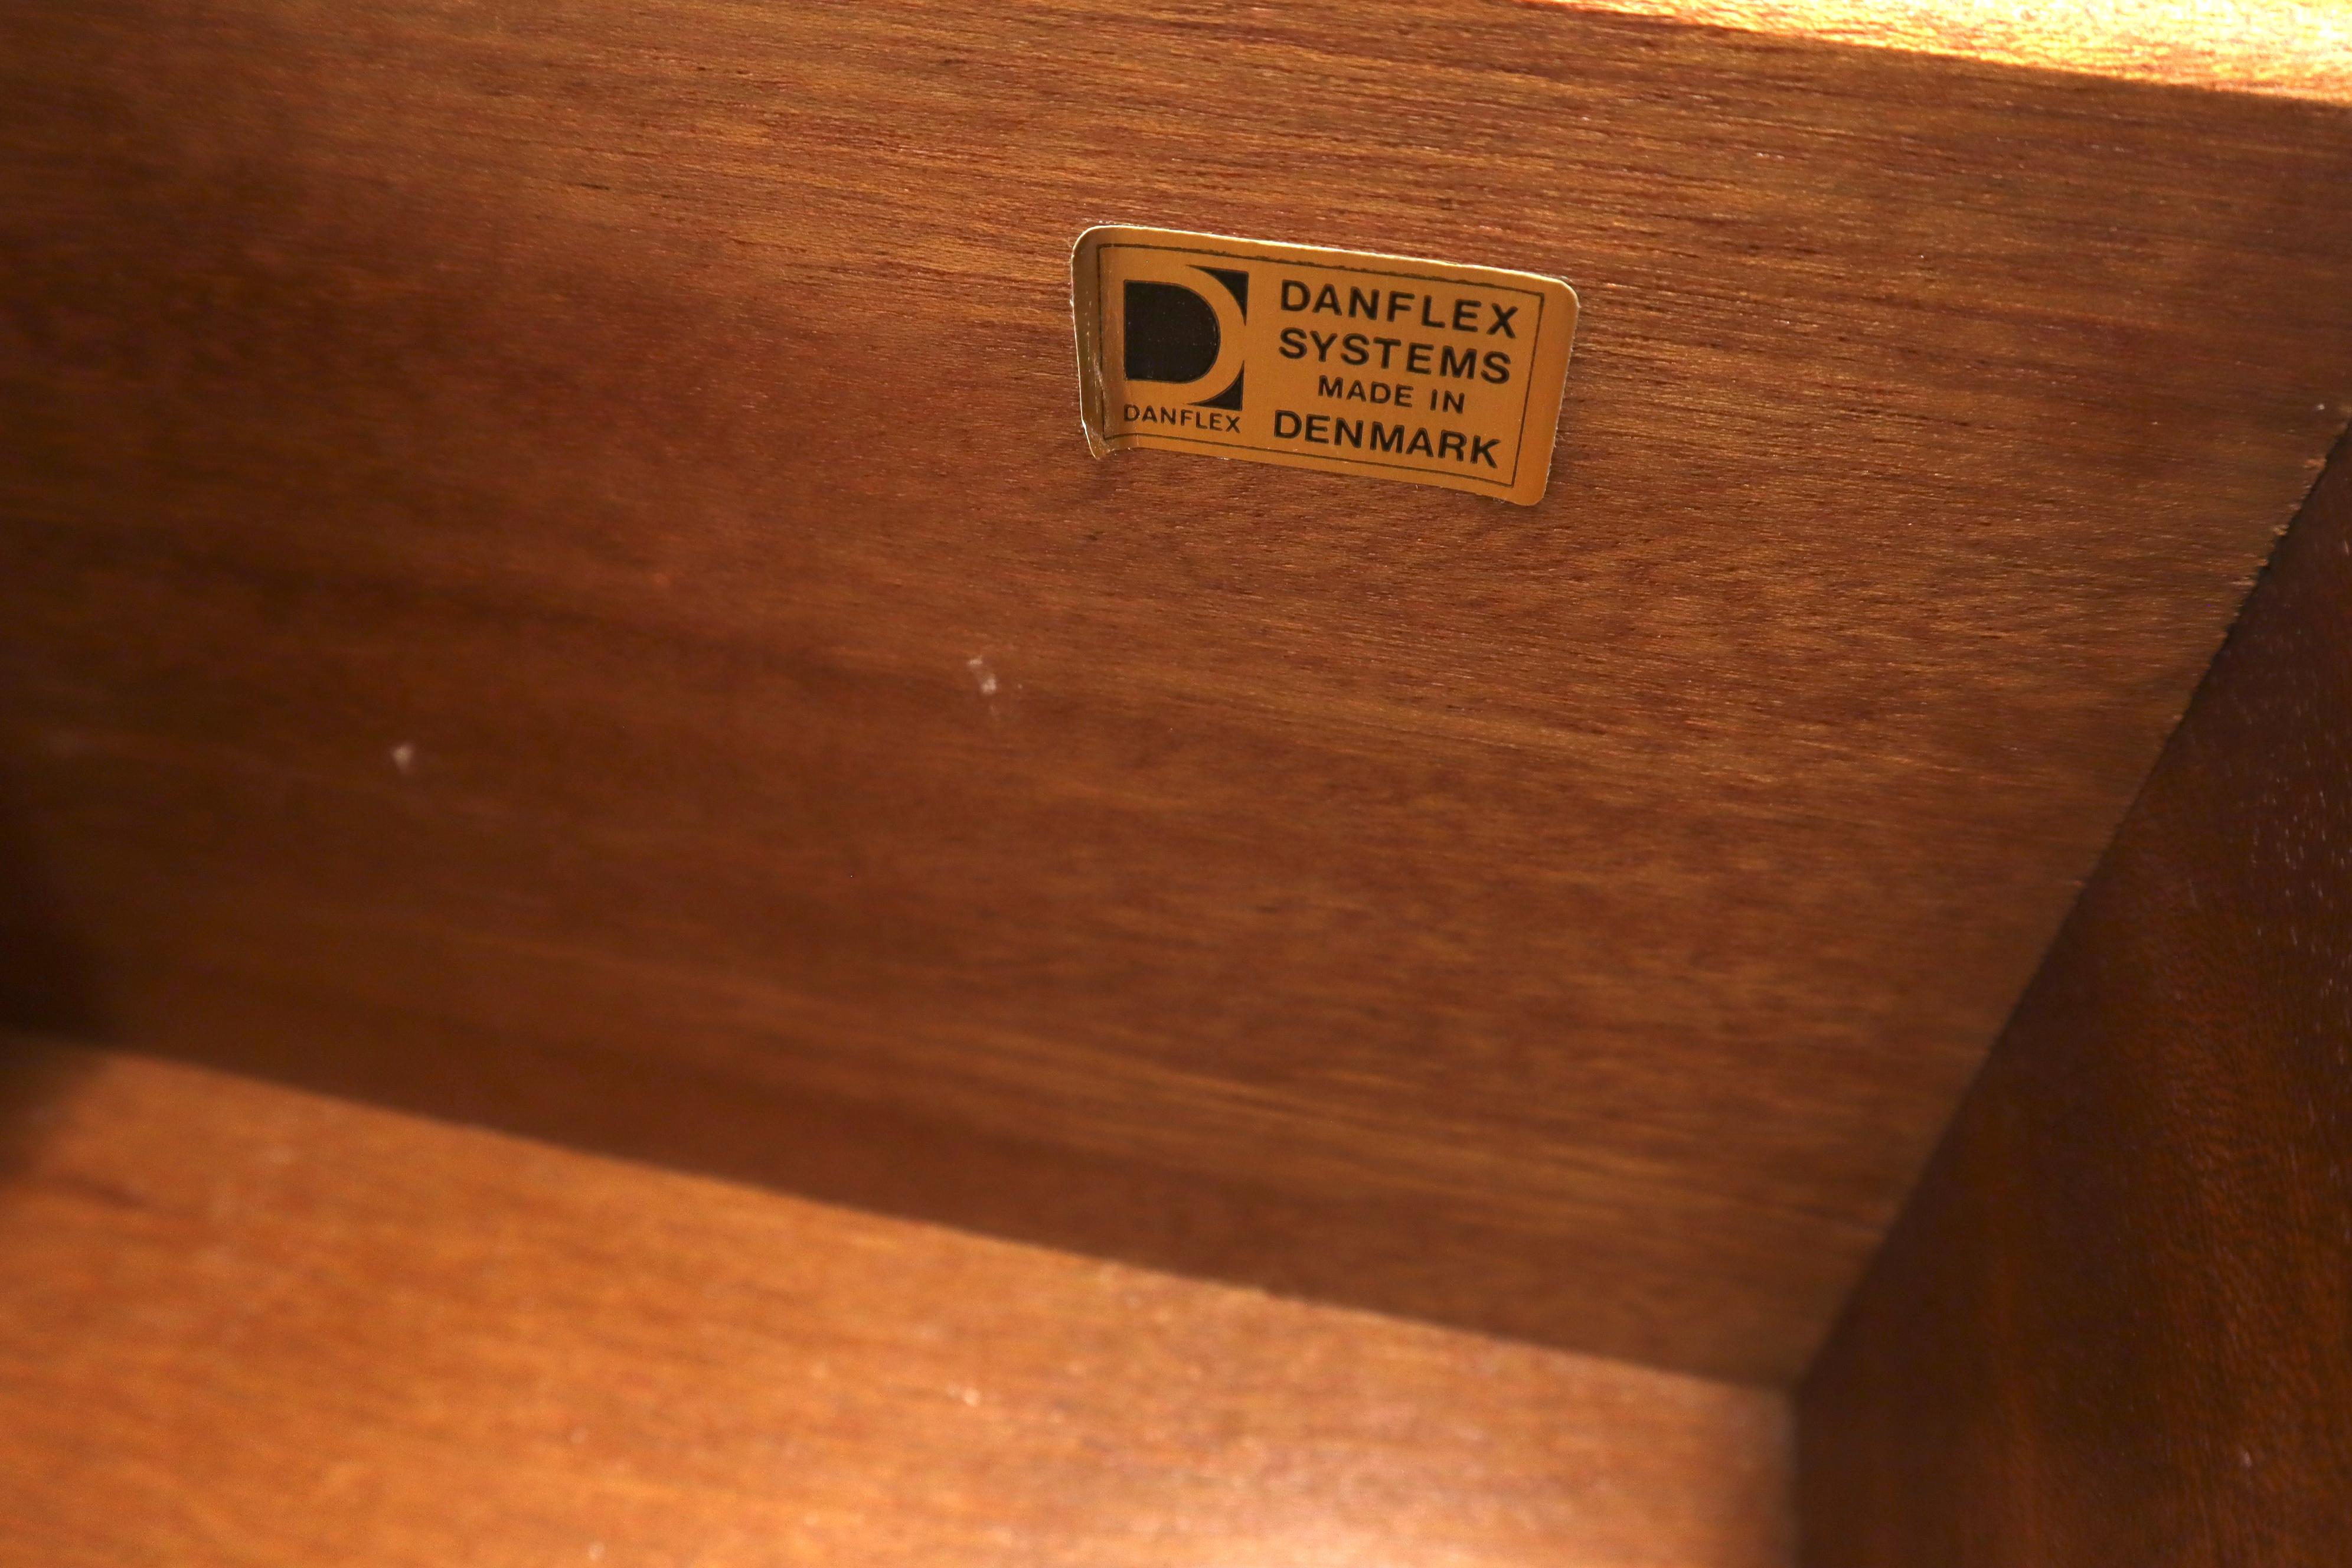 DANFLEX
SYSTEMS
MADE IN
DENMARK
DANFLEX